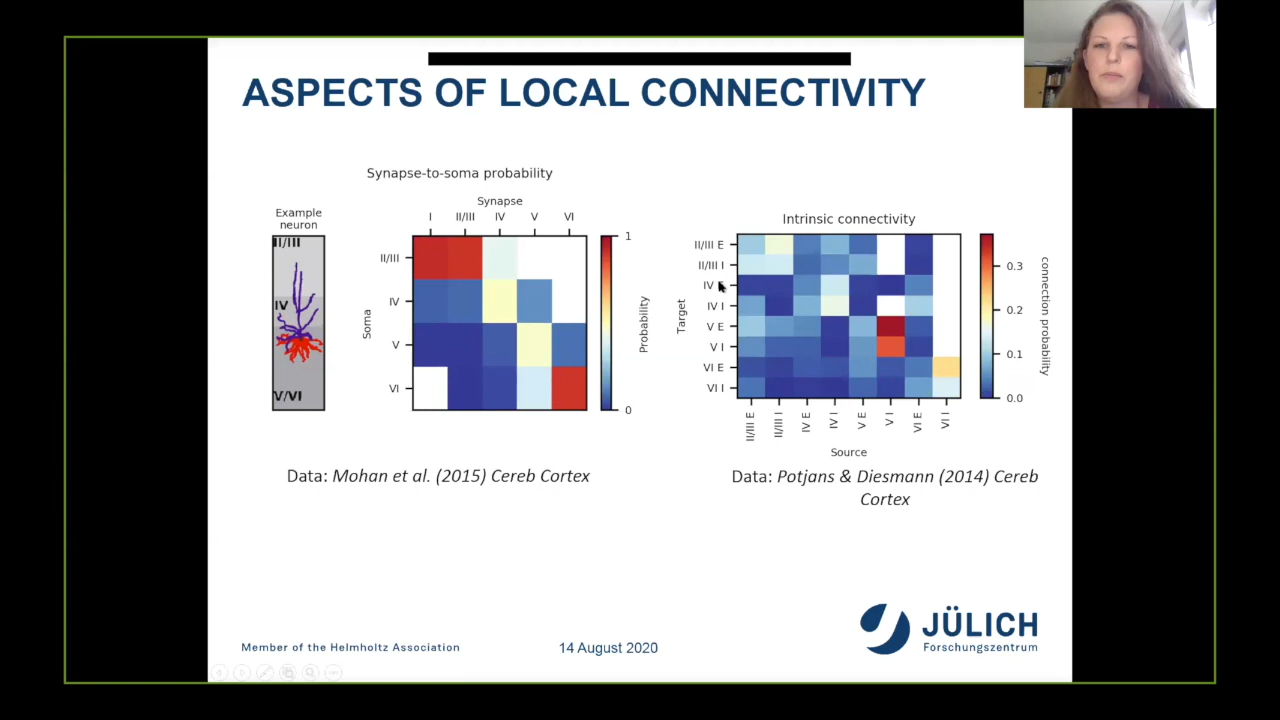 ASPECTS OF LOCAL CONNECTIVITY
Synapse-to-soma probability
Example
neuron
II/III
IV
V/VI
Synapse
I II/III IV V VI
Soma
II/III
IV
V
VI
1
0
Probability
Intrinsic connectivity
Target
II/III E
II/III I
IV E
IV I
V E
V I
VI E
VI I
II/III E II/III I IV E IV I V E V I VI E VI I
Source
0.3
0.2
0.1
0.0
connection probability
Data: Mohan et al. (2015) Cereb Cortex
Data: Potjans & Diesmann (2014) Cereb
Cortex
Member of the Helmholtz Association
14 August 2020
JÜLICH
Forschungszentrum